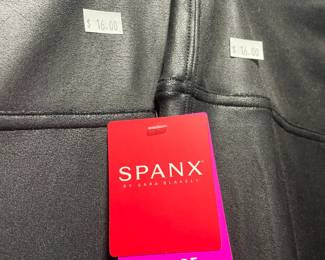 $ 16.00
$ 16.00
SPANX
BY SARA BLAKELY